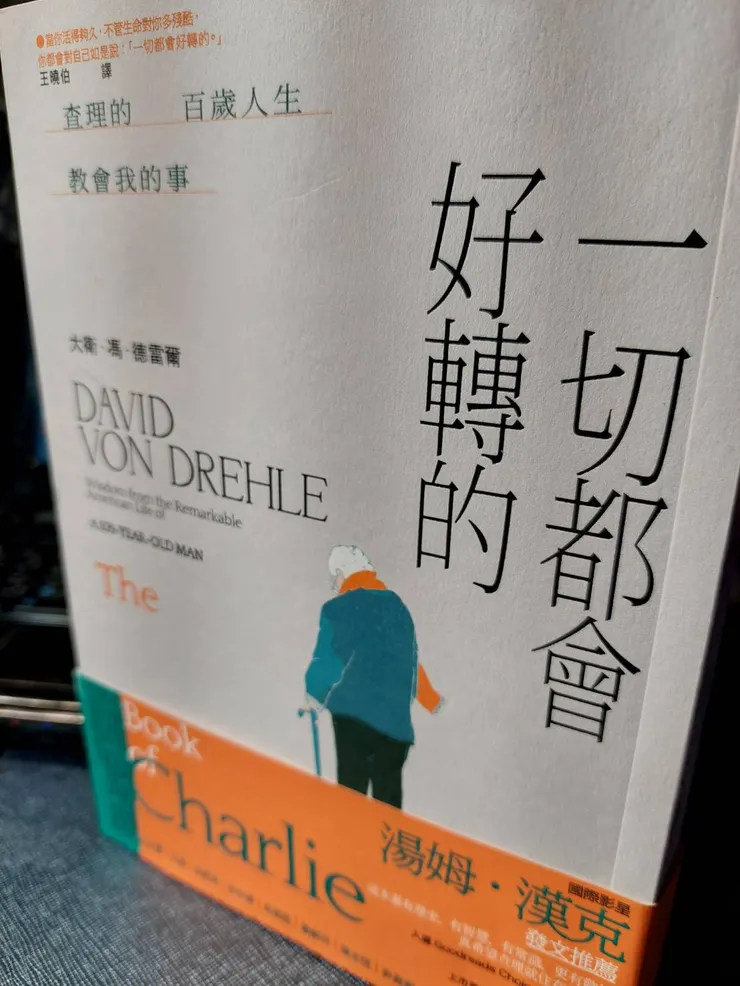 ●當你活得夠久，不管生命對你多殘酷，
你都會對自己如是說：「一切都會好轉的。」
王曉伯 譯
查理的 百歲人生
教會我的事
一切都會
好轉的
大衛·馮·德雷爾
DAVID
VON DREHLE
Wisdom from the Remarkable
American Life of
A 109-YEAR-OLD MAN
The
Book
of
Charlie
國際影星
湯姆·漢克
發文推薦
入選 Goodreads Choi